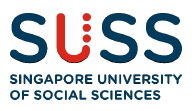 SUSS
SINGAPORE UNIVERSITY
OF SOCIAL SCIENCES